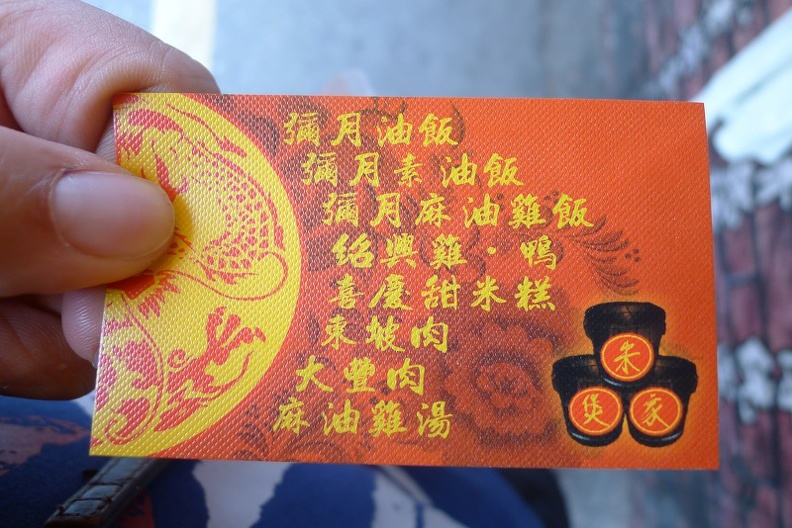 彌月油飯
彌月素油飯
彌月麻油雞飯
紹興雞·鴨
喜慶甜米糕
東坡肉
大豐肉
麻油雞湯
朱
煲
家